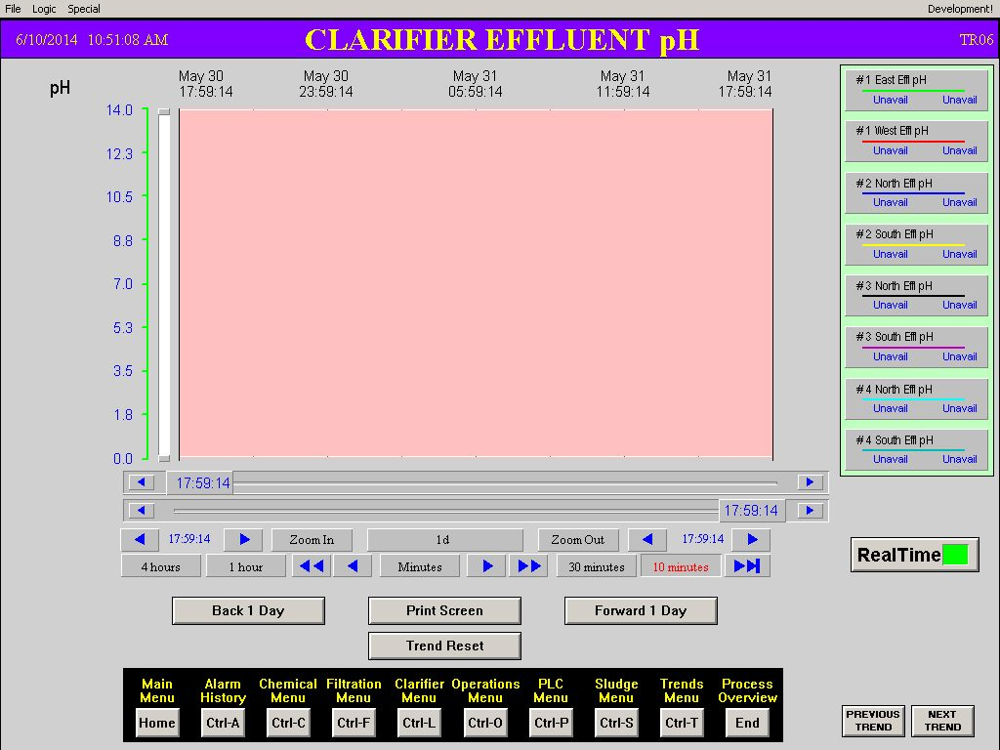 File Logic Special Development!
6/10/2014 10:51:08 AM CLARIFIER EFFLUENT pH TR06
pH
May 30 May 30 May 31 May 31 May 31
17:59:14 23:59:14 05:59:14 11:59:14 17:59:14
14.0
12.3
10.5
8.8
7.0
5.3
3.5
1.8
0.0
#1 East Effl pH
Unavail Unavail
#1 West Effl pH
Unavail Unavail
#2 North Effl pH
Unavail Unavail
#2 South Effl pH
Unavail Unavail
#3 North Effl pH
Unavail Unavail
#3 South Effl pH
Unavail Unavail
#4 North Effl pH
Unavail Unavail
#4 South Effl pH
Unavail Unavail
17:59:14
17:59:14
17:59:14 Zoom In 1d Zoom Out 17:59:14
4 hours 1 hour Minutes 30 minutes 10 minutes
RealTime
Back 1 Day Print Screen Forward 1 Day
Trend Reset
Main Alarm Chemical Filtration Clarifier Operations PLC Sludge Trends Process
Menu History Menu Menu Menu Menu Menu Menu Menu Overview
Home Ctrl-A Ctrl-C Ctrl-F Ctrl-L Ctrl-O Ctrl-P Ctrl-S Ctrl-T End
PREVIOUS NEXT
TREND TREND